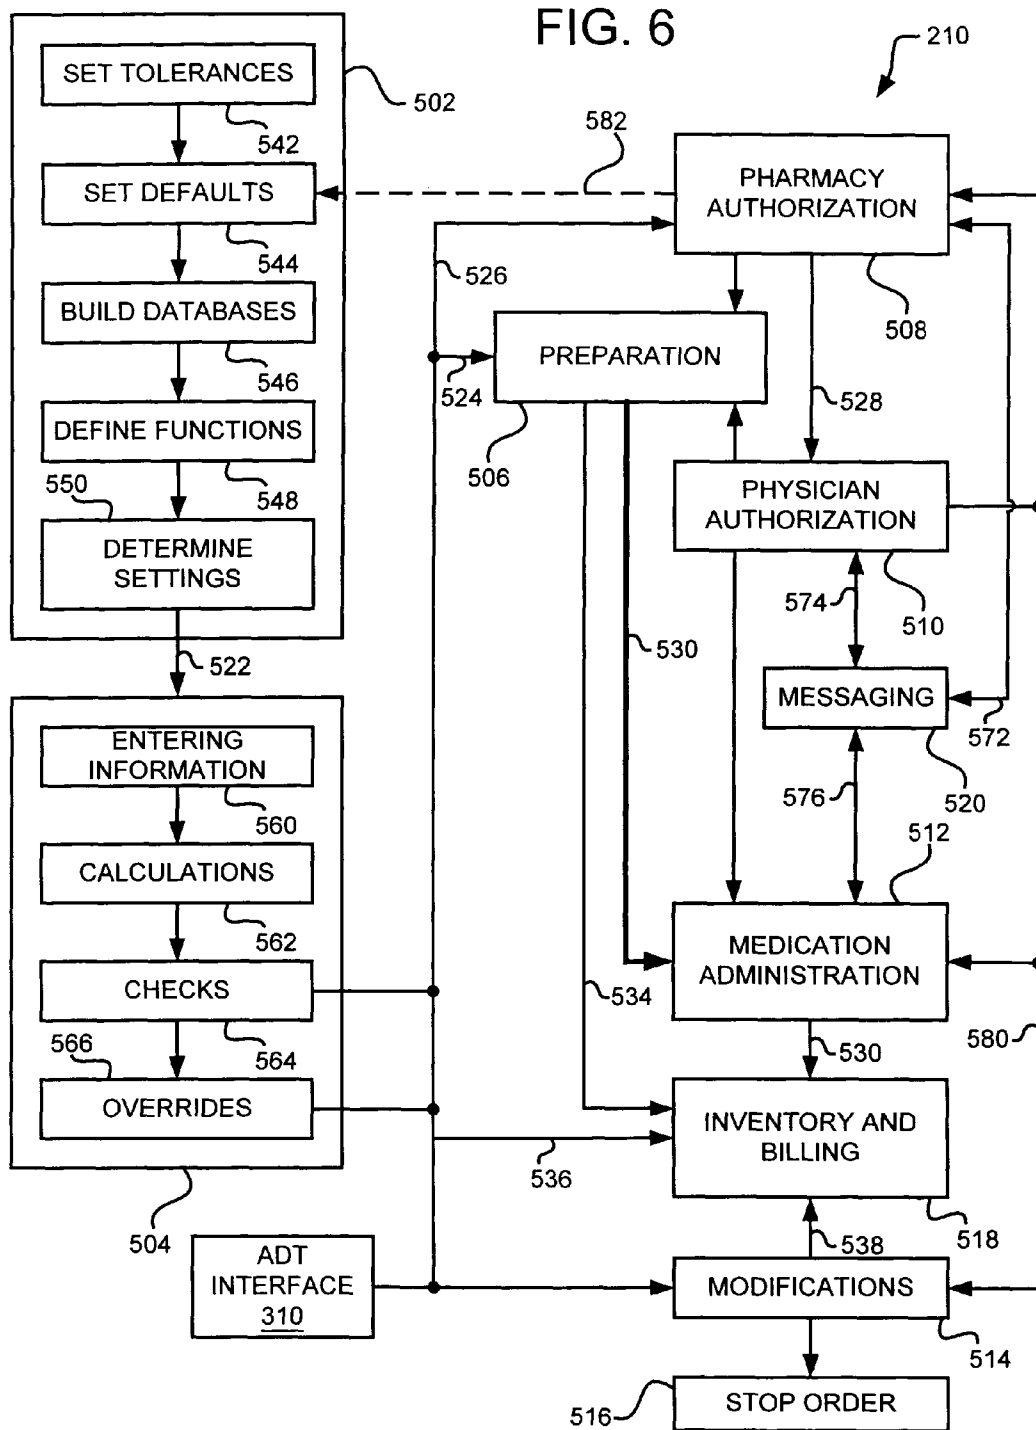 FIG. 6
210
SET TOLERANCES
502
542
582
SET DEFAULTS
PHARMACY
AUTHORIZATION
544
526
508
BUILD DATABASES
PREPARATION
524
546
528
DEFINE FUNCTIONS
506
548
550
PHYSICIAN
AUTHORIZATION
DETERMINE
SETTINGS
574
510
530
522
MESSAGING
572
ENTERING
INFORMATION
576
520
560
512
CALCULATIONS
562
MEDICATION
ADMINISTRATION
CHECKS
534
580
566
564
530
OVERRIDES
INVENTORY AND
BILLING
536
504
518
538
ADT
INTERFACE
310
MODIFICATIONS
514
516
STOP ORDER